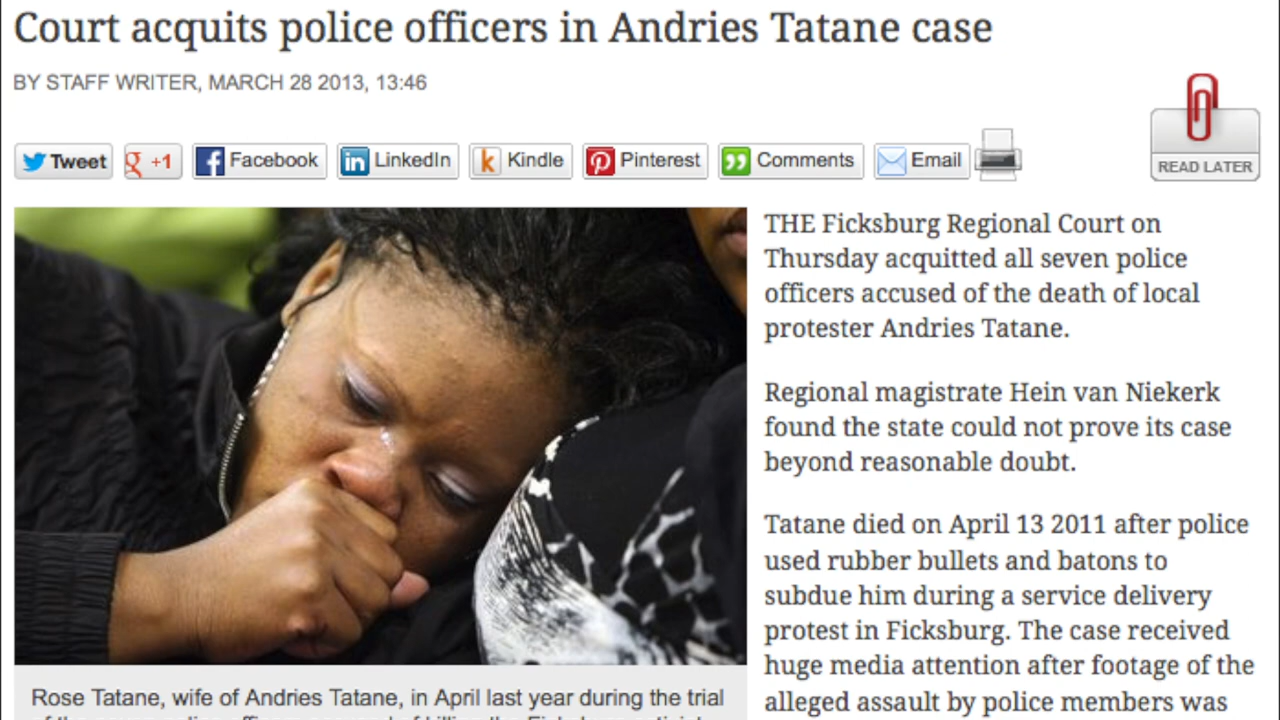 Court acquits police officers in Andries Tatane case
BY STAFF WRITER, MARCH 28 2013, 13:46
Tweet
g +1
Facebook
in LinkedIn
k Kindle
Pinterest
Comments
Email
READ LATER
THE Ficksburg Regional Court on
Thursday acquitted all seven police
officers accused of the death of local
protester Andries Tatane.
Regional magistrate Hein van Niekerk
found the state could not prove its case
beyond reasonable doubt.
Tatane died on April 13 2011 after police
used rubber bullets and batons to
subdue him during a service delivery
protest in Ficksburg. The case received
huge media attention after footage of the
alleged assault by police members was
Rose Tatane, wife of Andries Tatane, in April last year during the trial